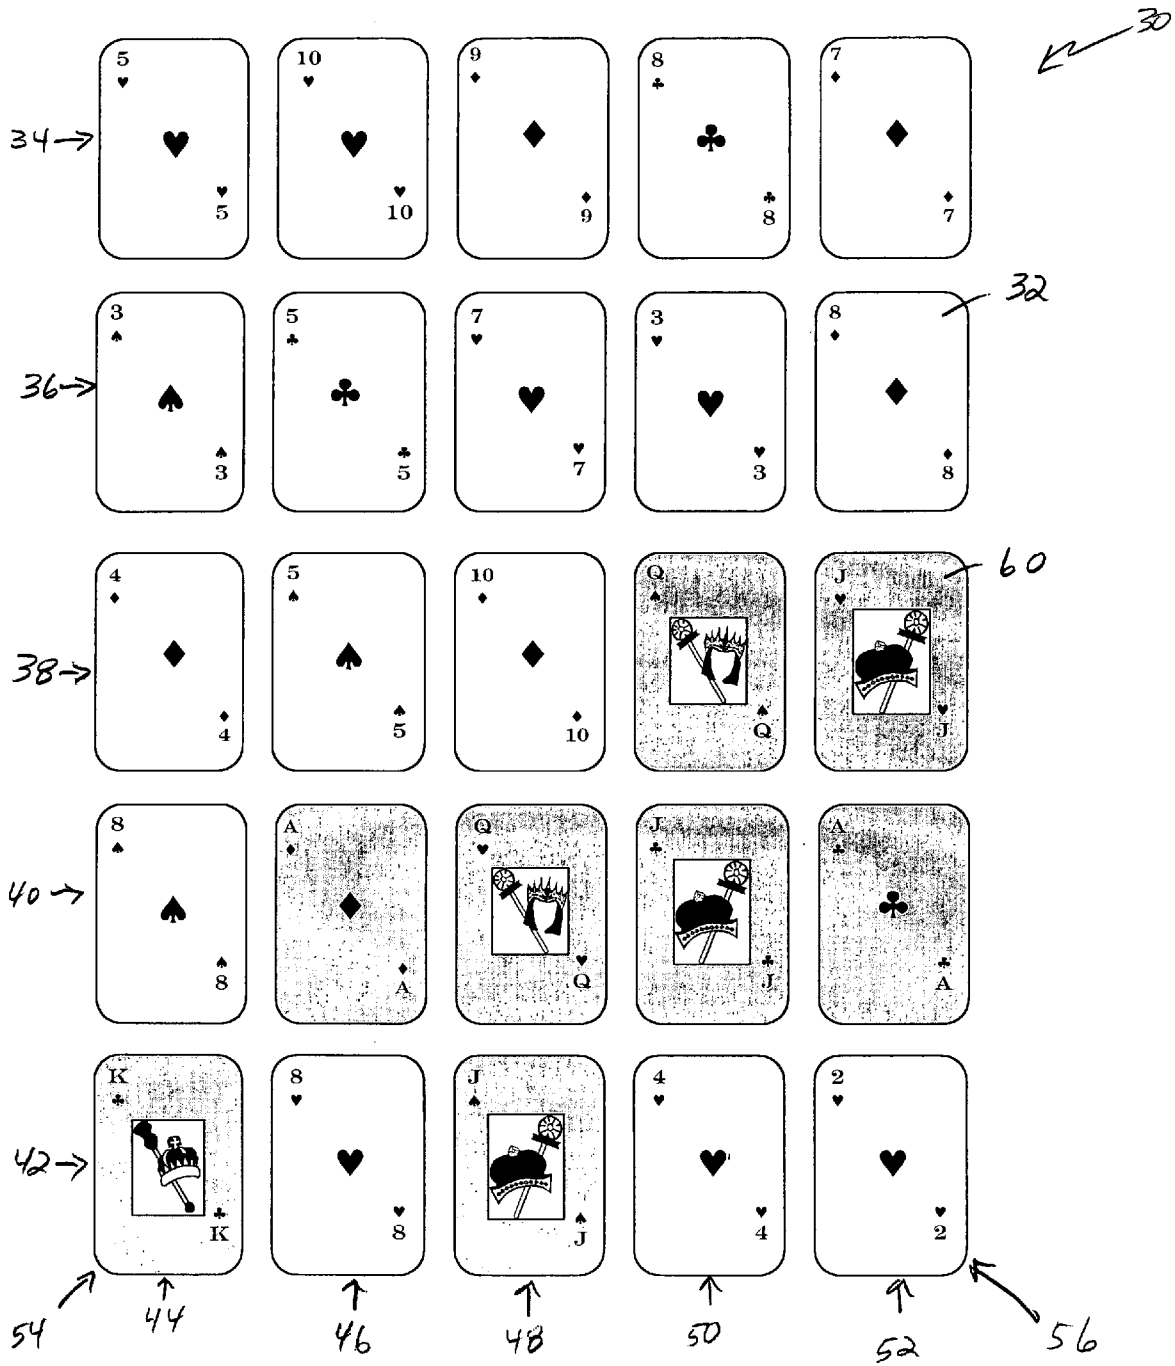 30
5 10 9 8 7
♥ ♥ ♦ ♣ ♦
34
♥ ♥ ♦ ♣ ♦
5 10 9 8 7
32
3 5 7 3 8
♠ ♣ ♥ ♥ ♦
36
♠ ♣ ♥ ♥ ♦
3 5 7 3 8
60
4 5 10 Q J
♦ ♠ ♦ ♠ ♥
38
♦ ♠ ♦ ♠ ♥
4 5 10 Q J
8 A Q J A
♠ ♦ ♥ ♣ ♣
40
♠ ♦ ♥ ♣ ♣
8 A Q J A
K 8 J 4 2
♣ ♥ ♠ ♥ ♥
42
♣ ♥ ♠ ♥ ♥
K 8 J 4 2
54 44 46 48 50 52 56